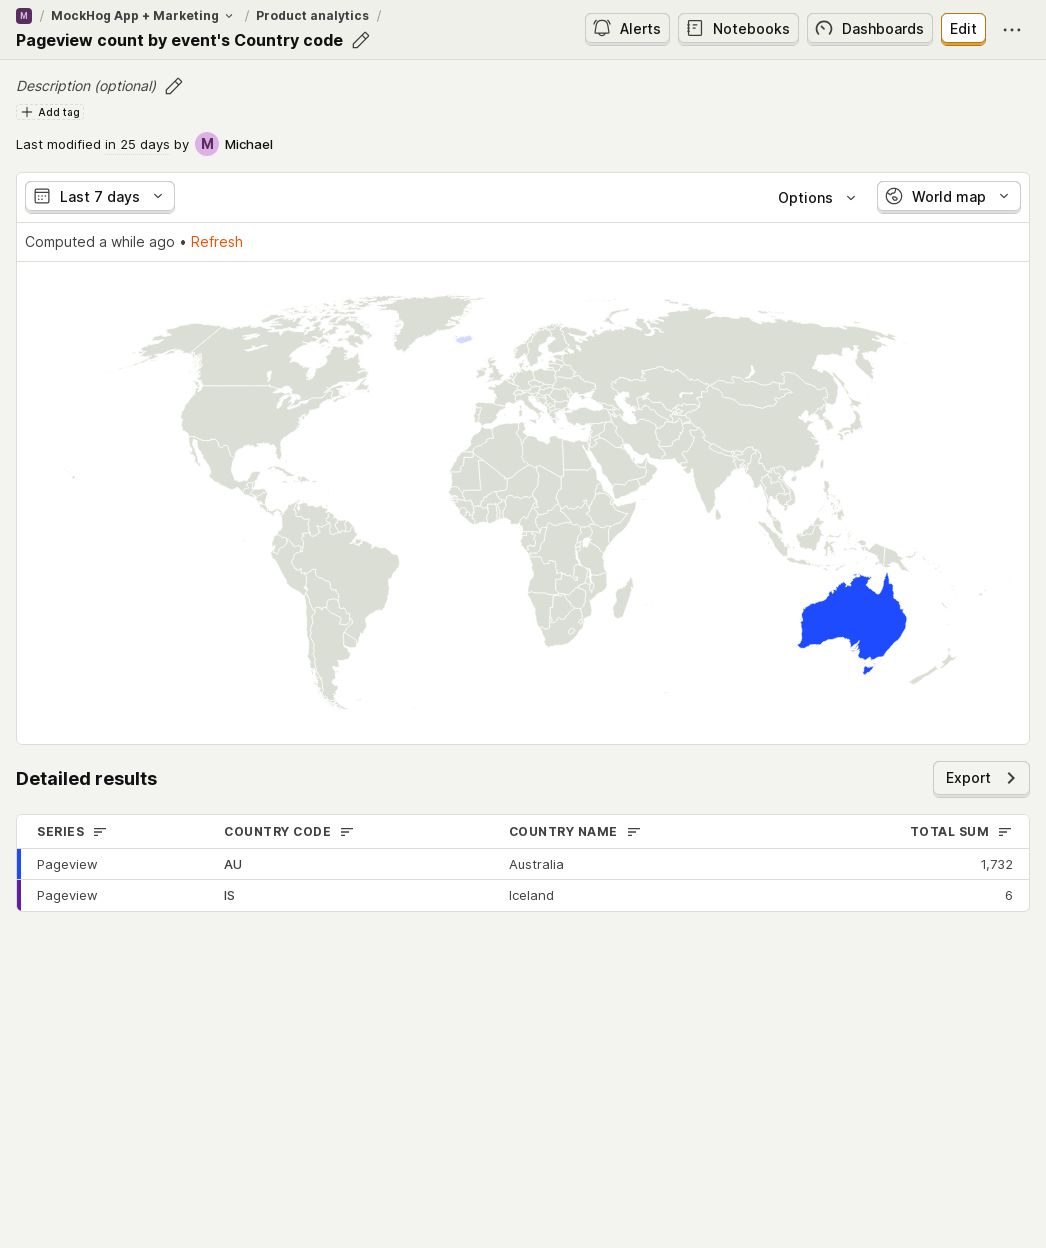 M / MockHog App + Marketing / Product analytics /
Pageview count by event's Country code
Alerts Notebooks Dashboards Edit
Description (optional)
Add tag
Last modified in 25 days by M Michael
Last 7 days Options World map
Computed a while ago • Refresh
Detailed results Export
SERIES COUNTRY CODE COUNTRY NAME TOTAL SUM
Pageview AU Australia 1,732
Pageview IS Iceland 6